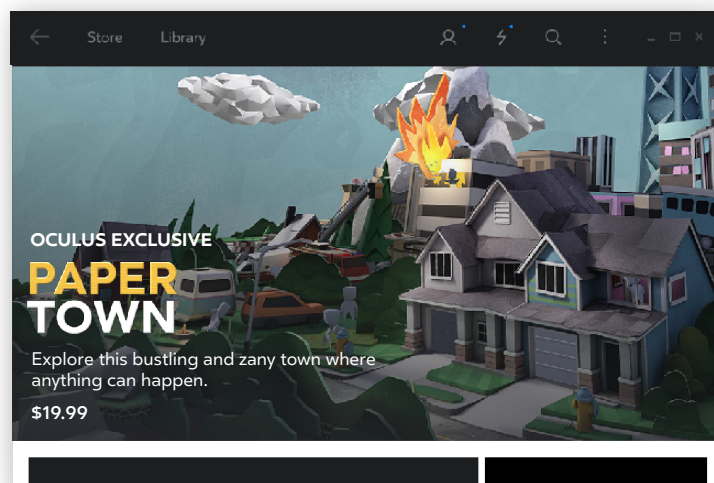 Store Library
OCULUS EXCLUSIVE
PAPER
TOWN
Explore this bustling and zany town where
anything can happen.
$19.99